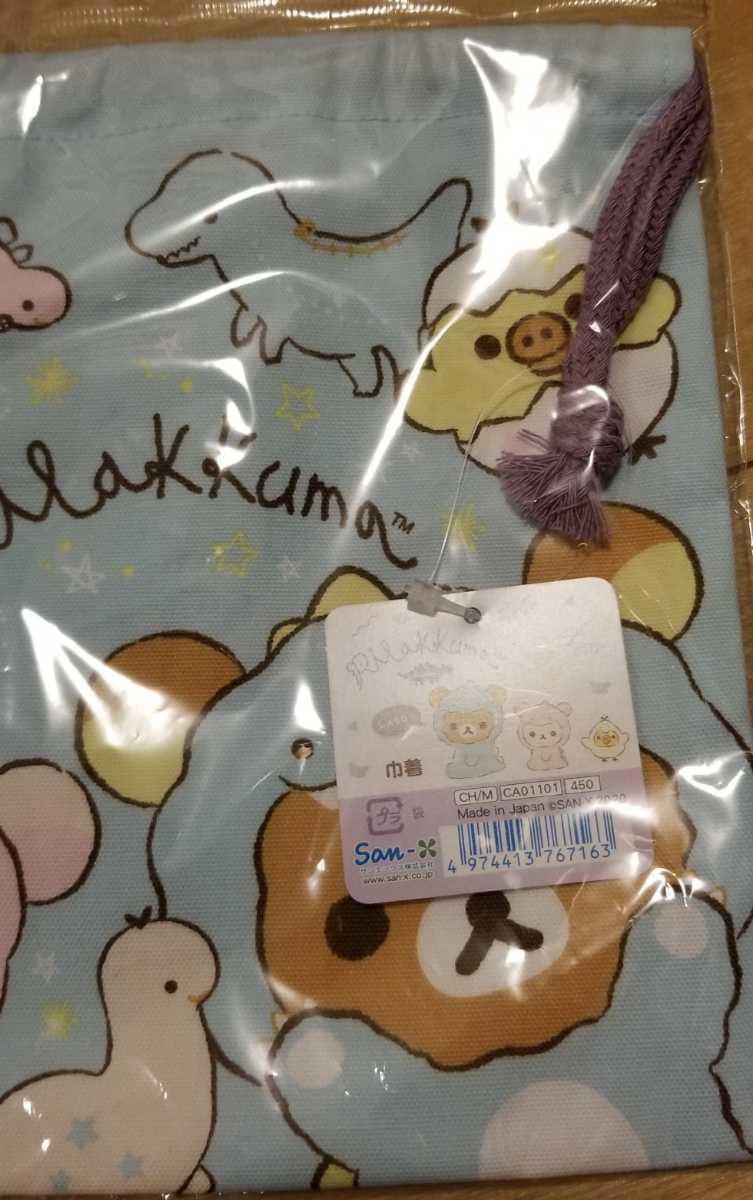 ilakkuma™
Rilakkuma
巾着
CH/M CA01101 450
Made in Japan ©SAN-X 2020
プラ 袋
San-X
サンエックス株式会社
www.san-x.co.jp
4 974413 767163